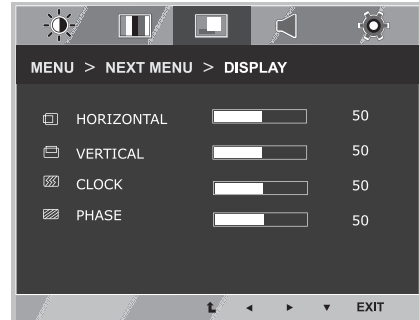 MENU > NEXT MENU > DISPLAY
HORIZONTAL 50
VERTICAL 50
CLOCK 50
PHASE 50
EXIT